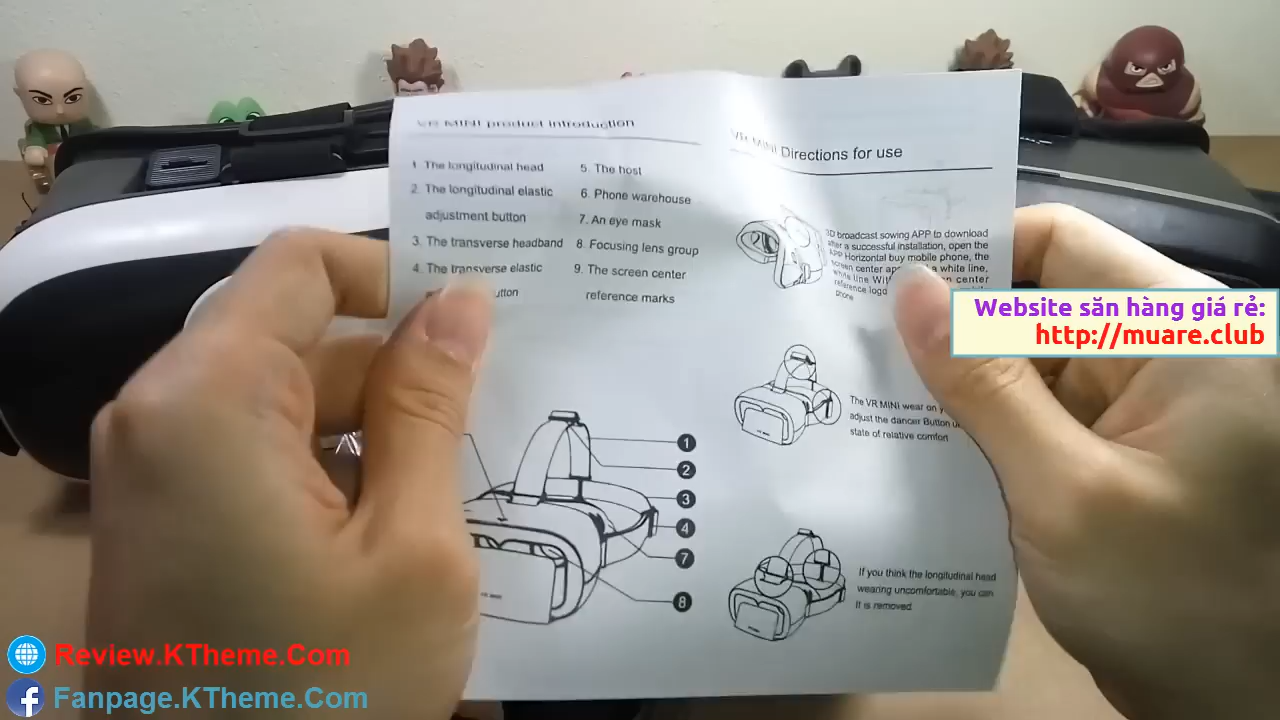 VR MINI product introduction
1. The longitudinal head
2. The longitudinal elastic
adjustment button
3. The transverse headband
4. The transverse elastic
button
5. The host
6. Phone warehouse
7. An eye mask
8. Focusing lens group
9. The screen center
reference marks
1
2
3
4
7
8
VR MINI Directions for use
3D broadcast sowing APP to download
after a successful installation, open the
APP Horizontal buy mobile phone, the
screen center a white line,
white line With center
reference logo
phone
The VR MINI wear on
adjust the dancer Button
state of relative comfort
If you think the longitudinal head
wearing uncomfortable, you can
It is removed
Website săn hàng giá rẻ:
http://muare.club
Review.KTheme.Com
Fanpage.KTheme.Com